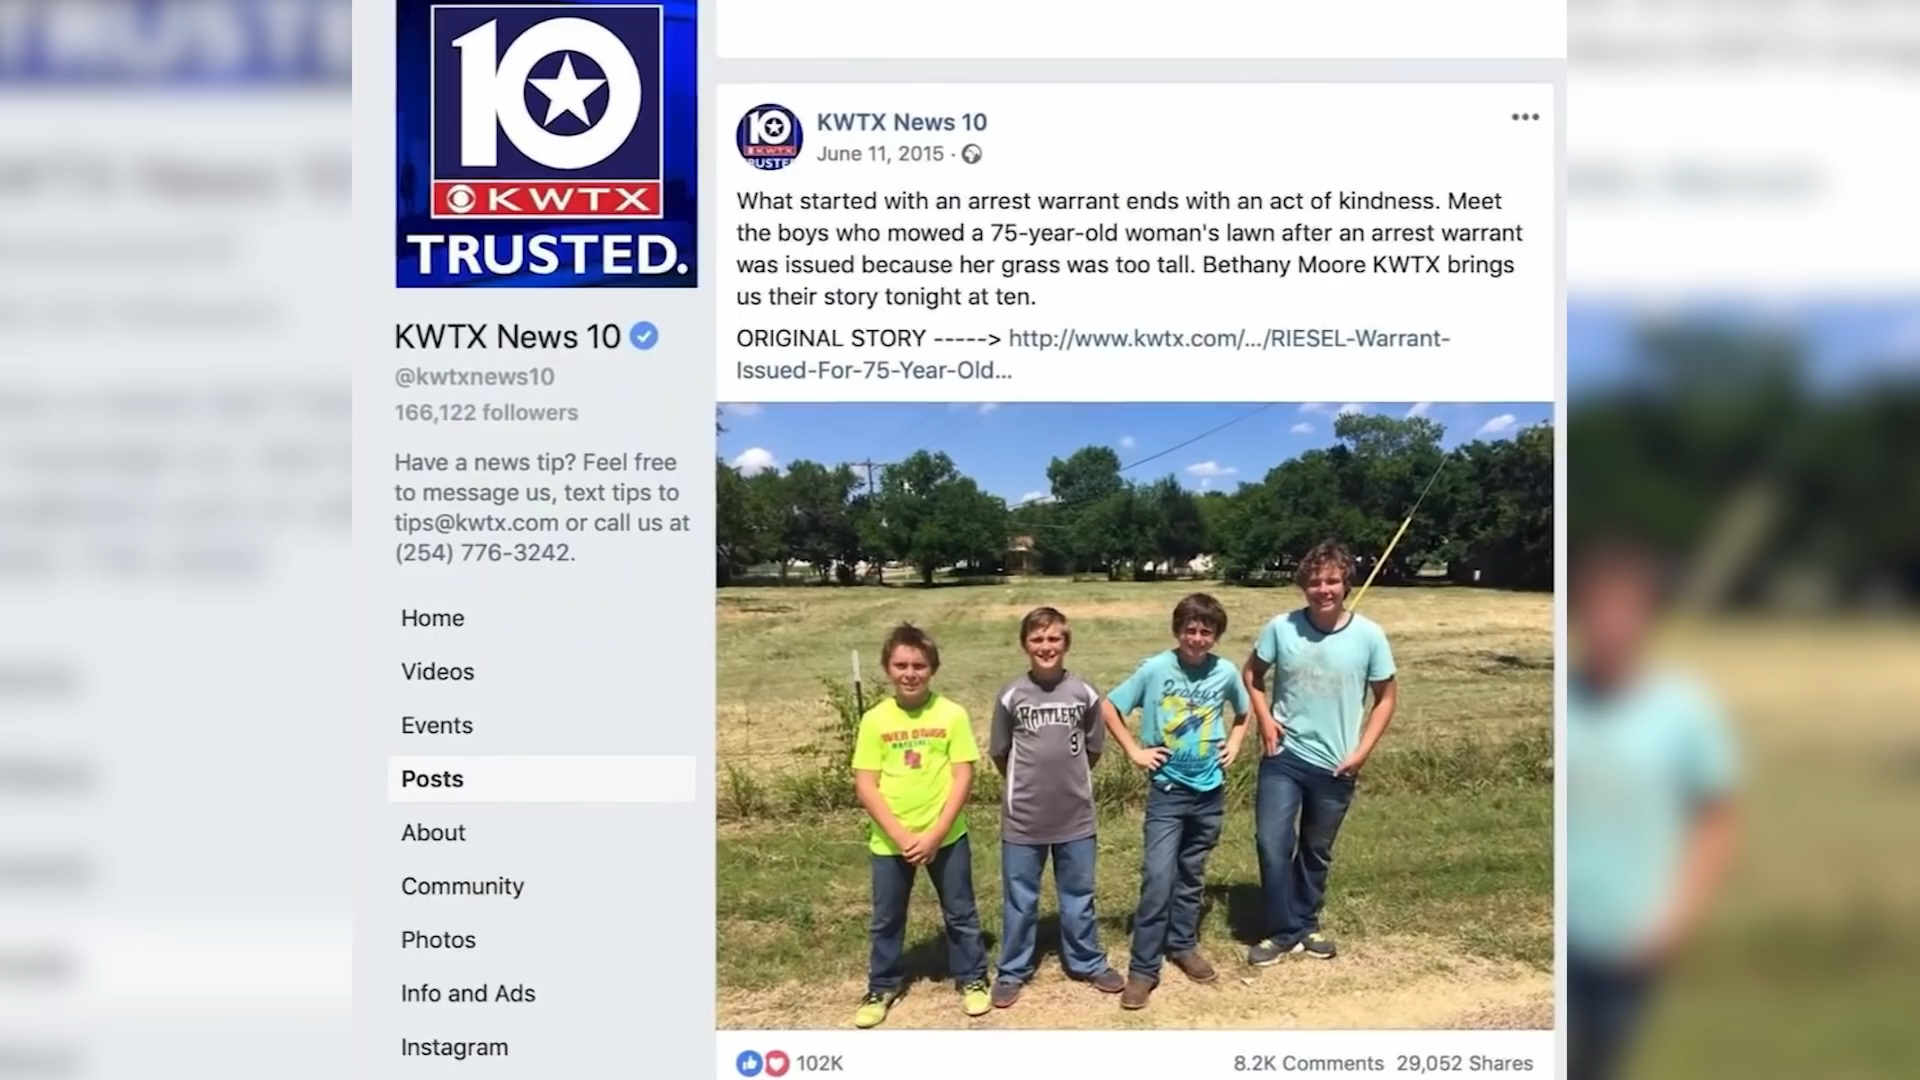 10
KWTX
TRUSTED.
KWTX News 10
@kwtxnews10
166,122 followers
Have a news tip? Feel free
to message us, text tips to
tips@kwtx.com or call us at
(254) 776-3242.
Home
Videos
Events
Posts
About
Community
Photos
Info and Ads
Instagram
10
KWTX
KWTX News 10
June 11, 2015 ·
What started with an arrest warrant ends with an act of kindness. Meet
the boys who mowed a 75-year-old woman's lawn after an arrest warrant
was issued because her grass was too tall. Bethany Moore KWTX brings
us their story tonight at ten.
ORIGINAL STORY -----> http://www.kwtx.com/.../RIESEL-Warrant-
Issued-For-75-Year-Old...
RATTLERS
9
102K
8.2K Comments 29,052 Shares